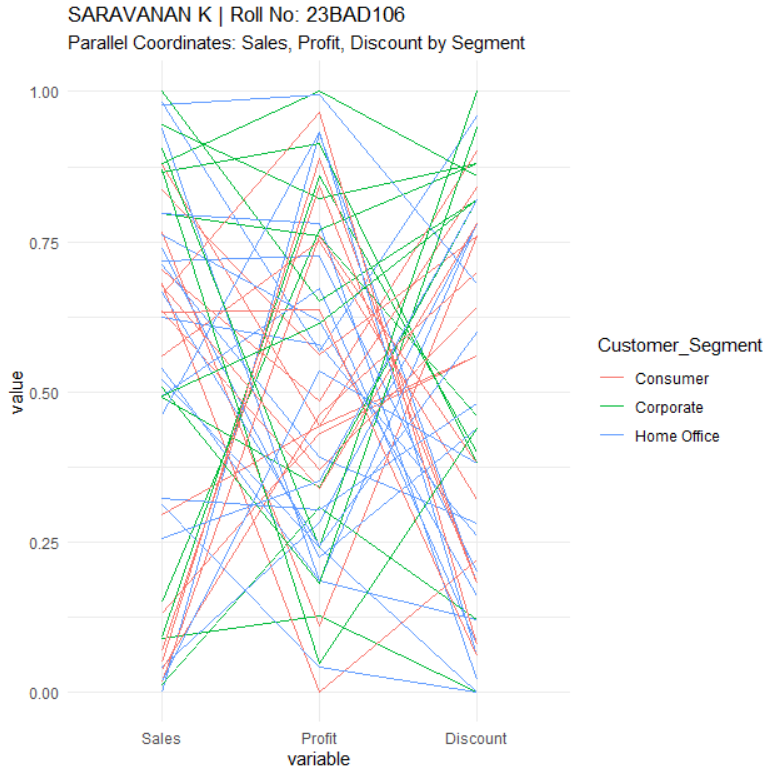 SARAVANAN K | Roll No: 23BAD106
Parallel Coordinates: Sales, Profit, Discount by Segment
1.00
0.75
0.50
0.25
0.00
value
Sales Profit Discount
variable
Customer_Segment
Consumer
Corporate
Home Office